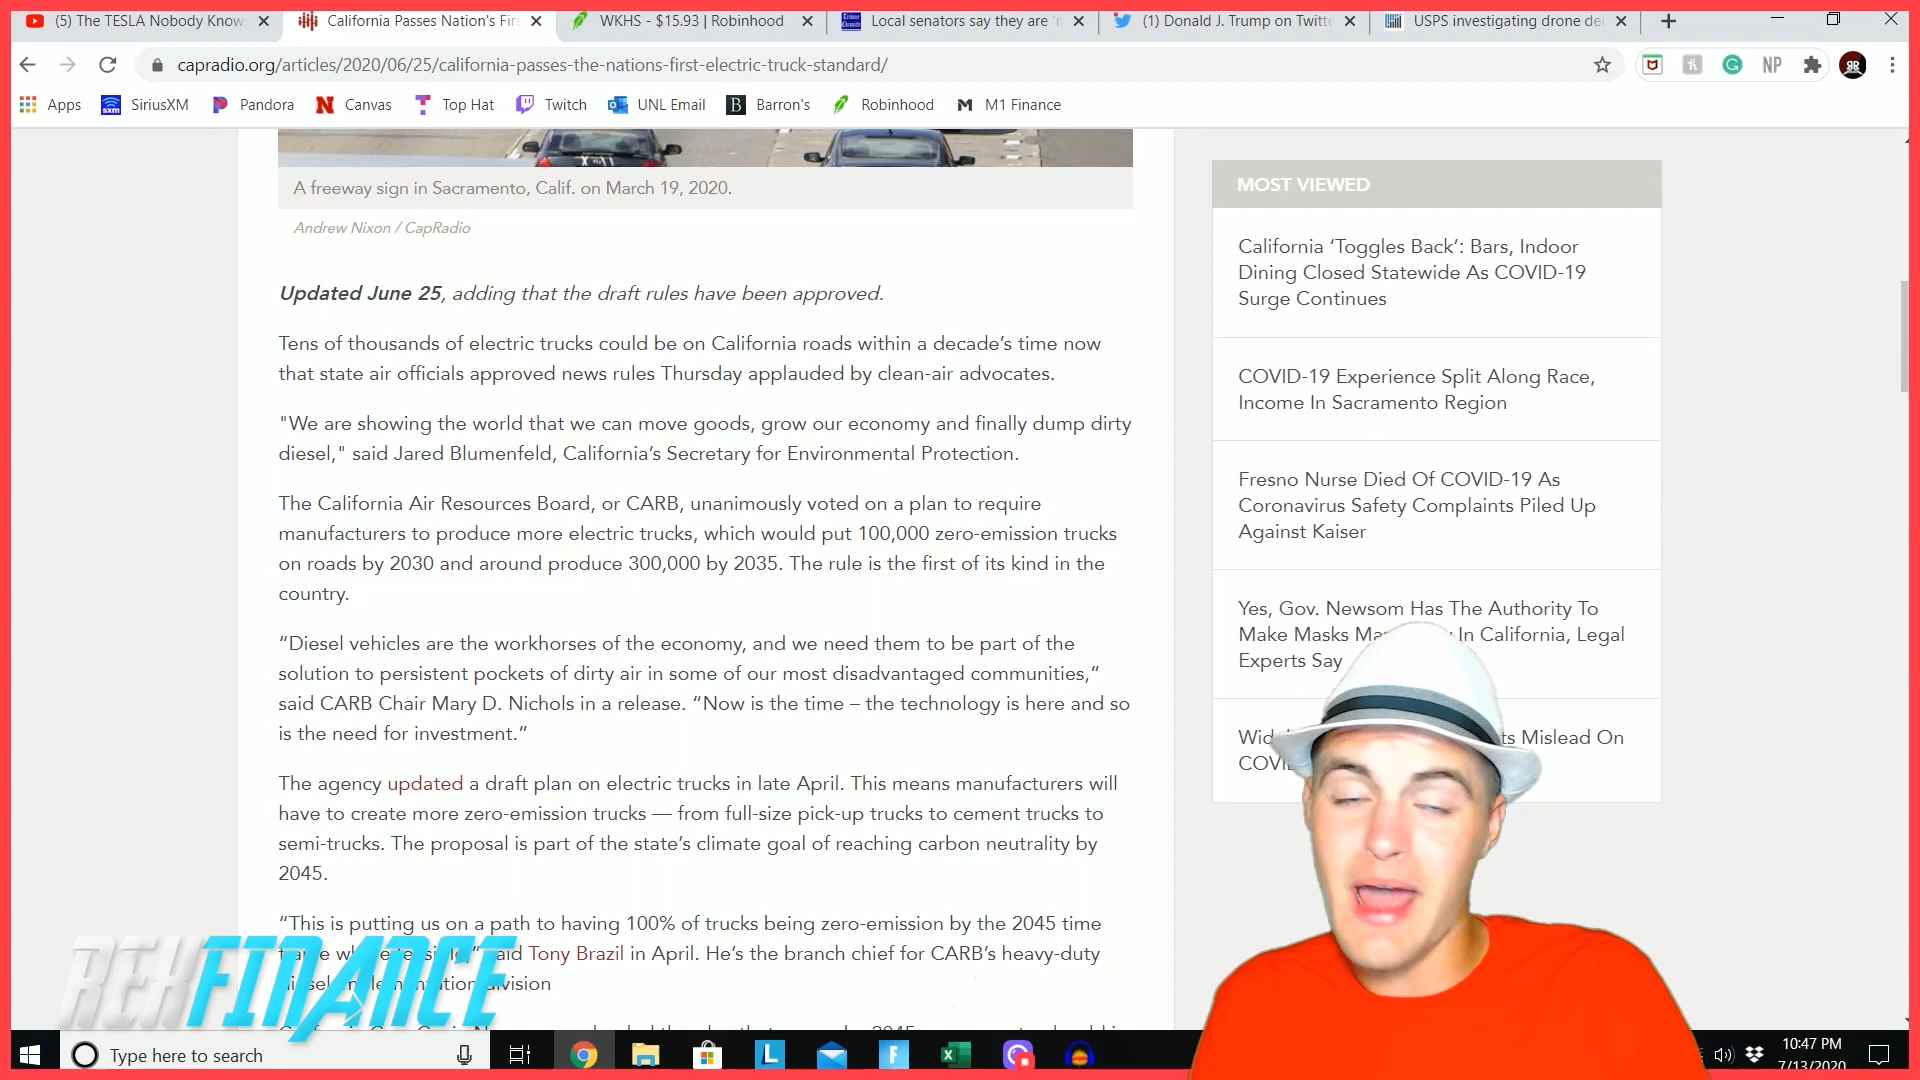 (5) The TESLA Nobody Know
California Passes Nation's Fir
WKHS - $15.93 | Robinhood
Local senators say they are 'n
(1) Donald J. Trump on Twitte
USPS investigating drone del
capradio.org/articles/2020/06/25/california-passes-the-nations-first-electric-truck-standard/
NP
Apps
SiriusXM
Pandora
Canvas
Top Hat
Twitch
UNL Email
Barron's
Robinhood
M1 Finance
A freeway sign in Sacramento, Calif. on March 19, 2020.
Andrew Nixon / CapRadio
Updated June 25, adding that the draft rules have been approved.
Tens of thousands of electric trucks could be on California roads within a decade's time now
that state air officials approved news rules Thursday applauded by clean-air advocates.
"We are showing the world that we can move goods, grow our economy and finally dump dirty
diesel," said Jared Blumenfeld, California's Secretary for Environmental Protection.
The California Air Resources Board, or CARB, unanimously voted on a plan to require
manufacturers to produce more electric trucks, which would put 100,000 zero-emission trucks
on roads by 2030 and around produce 300,000 by 2035. The rule is the first of its kind in the
country.
“Diesel vehicles are the workhorses of the economy, and we need them to be part of the
solution to persistent pockets of dirty air in some of our most disadvantaged communities,”
said CARB Chair Mary D. Nichols in a release. “Now is the time – the technology is here and so
is the need for investment.”
The agency updated a draft plan on electric trucks in late April. This means manufacturers will
have to create more zero-emission trucks — from full-size pick-up trucks to cement trucks to
semi-trucks. The proposal is part of the state's climate goal of reaching carbon neutrality by
2045.
“This is putting us on a path to having 100% of trucks being zero-emission by the 2045 time
said Tony Brazil in April. He's the branch chief for CARB's heavy-duty
division
MOST VIEWED
California ‘Toggles Back’: Bars, Indoor
Dining Closed Statewide As COVID-19
Surge Continues
COVID-19 Experience Split Along Race,
Income In Sacramento Region
Fresno Nurse Died Of COVID-19 As
Coronavirus Safety Complaints Piled Up
Against Kaiser
Yes, Gov. Newsom Has The Authority To
Make Masks In California, Legal
Experts Say
Mislead On
REXFINANCE
Type here to search
10:47 PM
7/13/2020